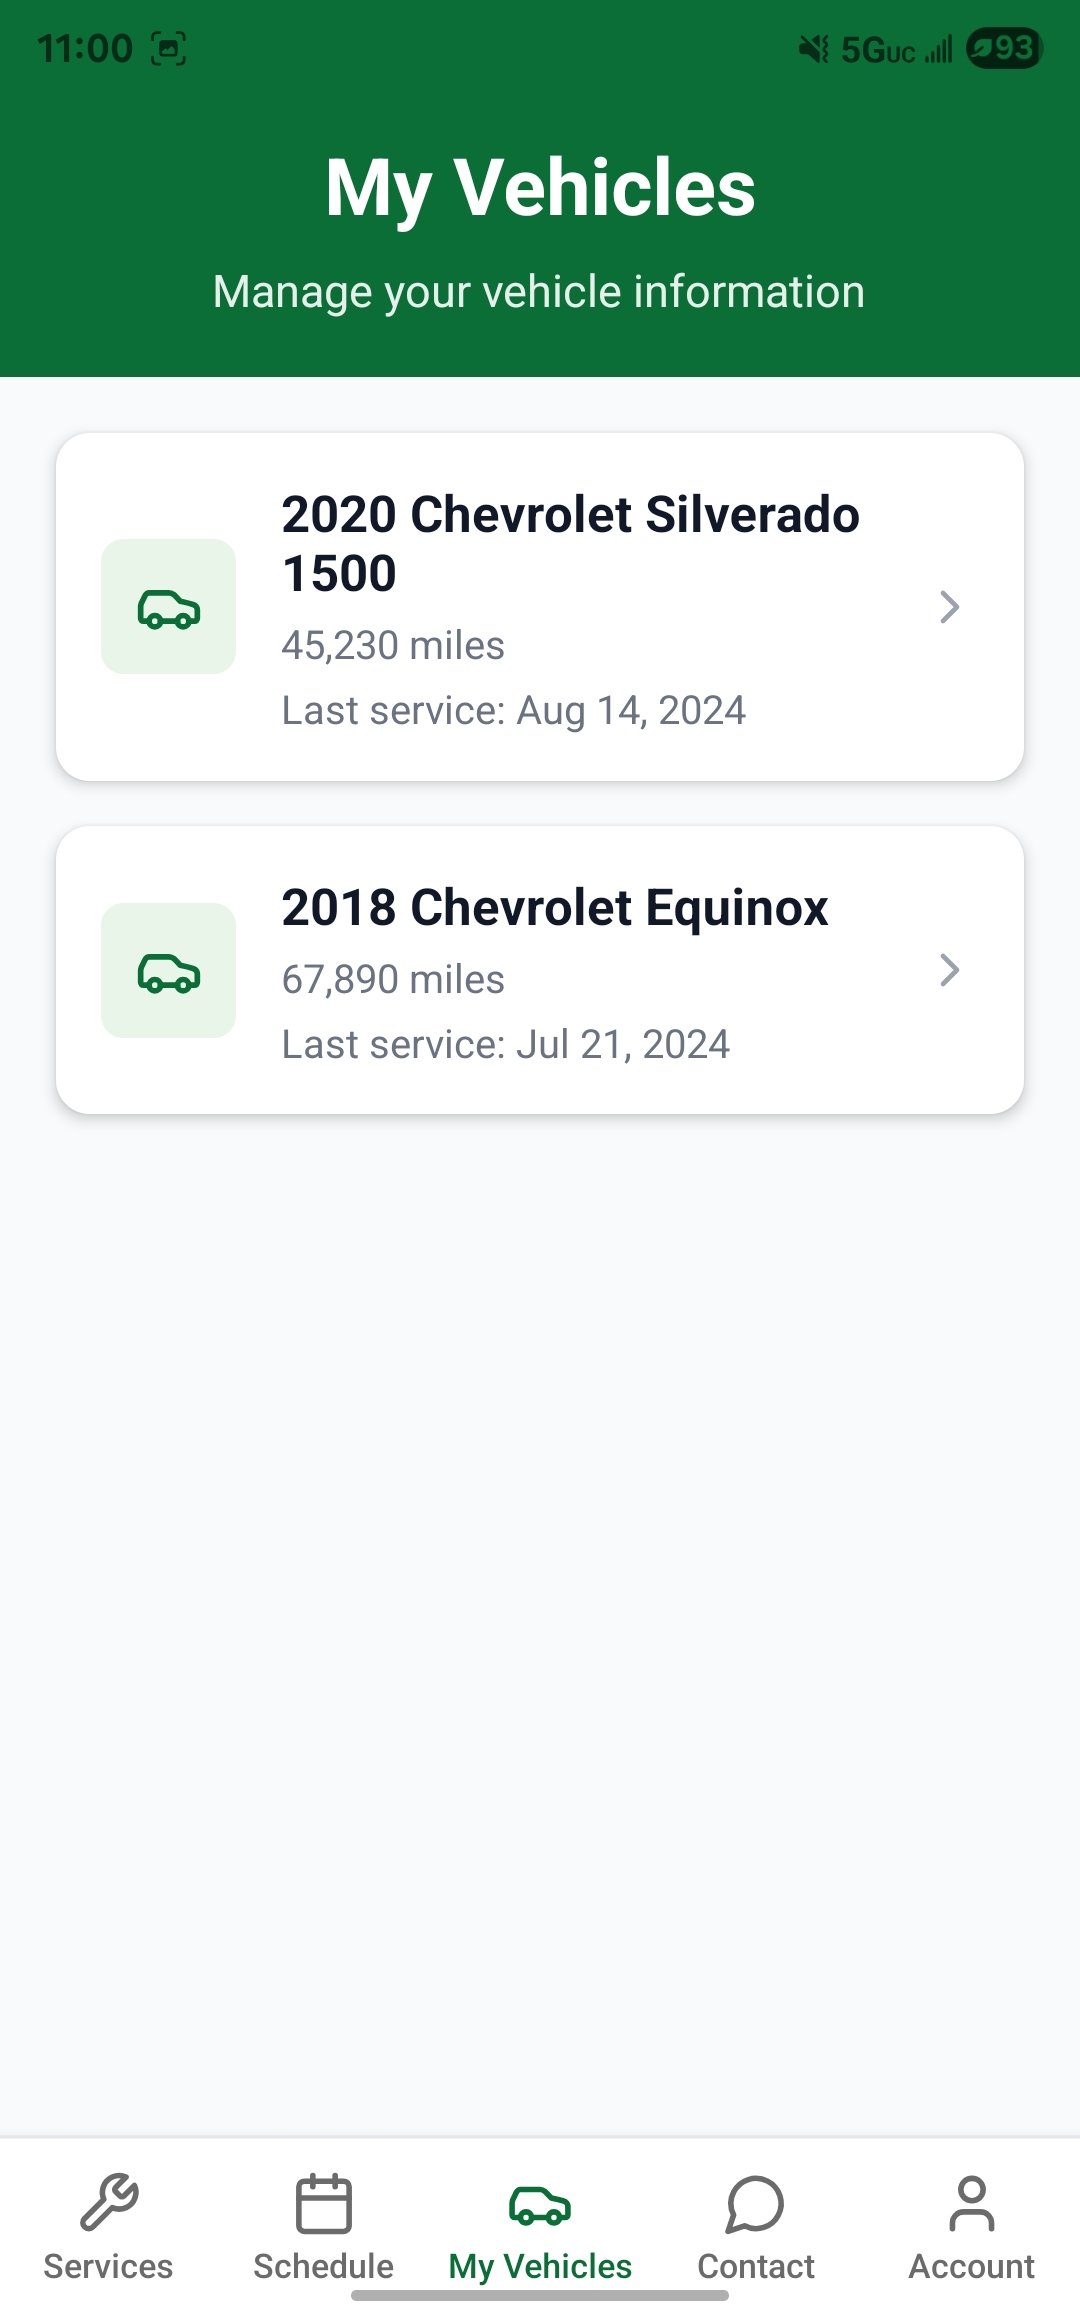 11:00
5GUC
93
My Vehicles
Manage your vehicle information
2020 Chevrolet Silverado
1500
45,230 miles
Last service: Aug 14, 2024
2018 Chevrolet Equinox
67,890 miles
Last service: Jul 21, 2024
Services
Schedule
My Vehicles
Contact
Account